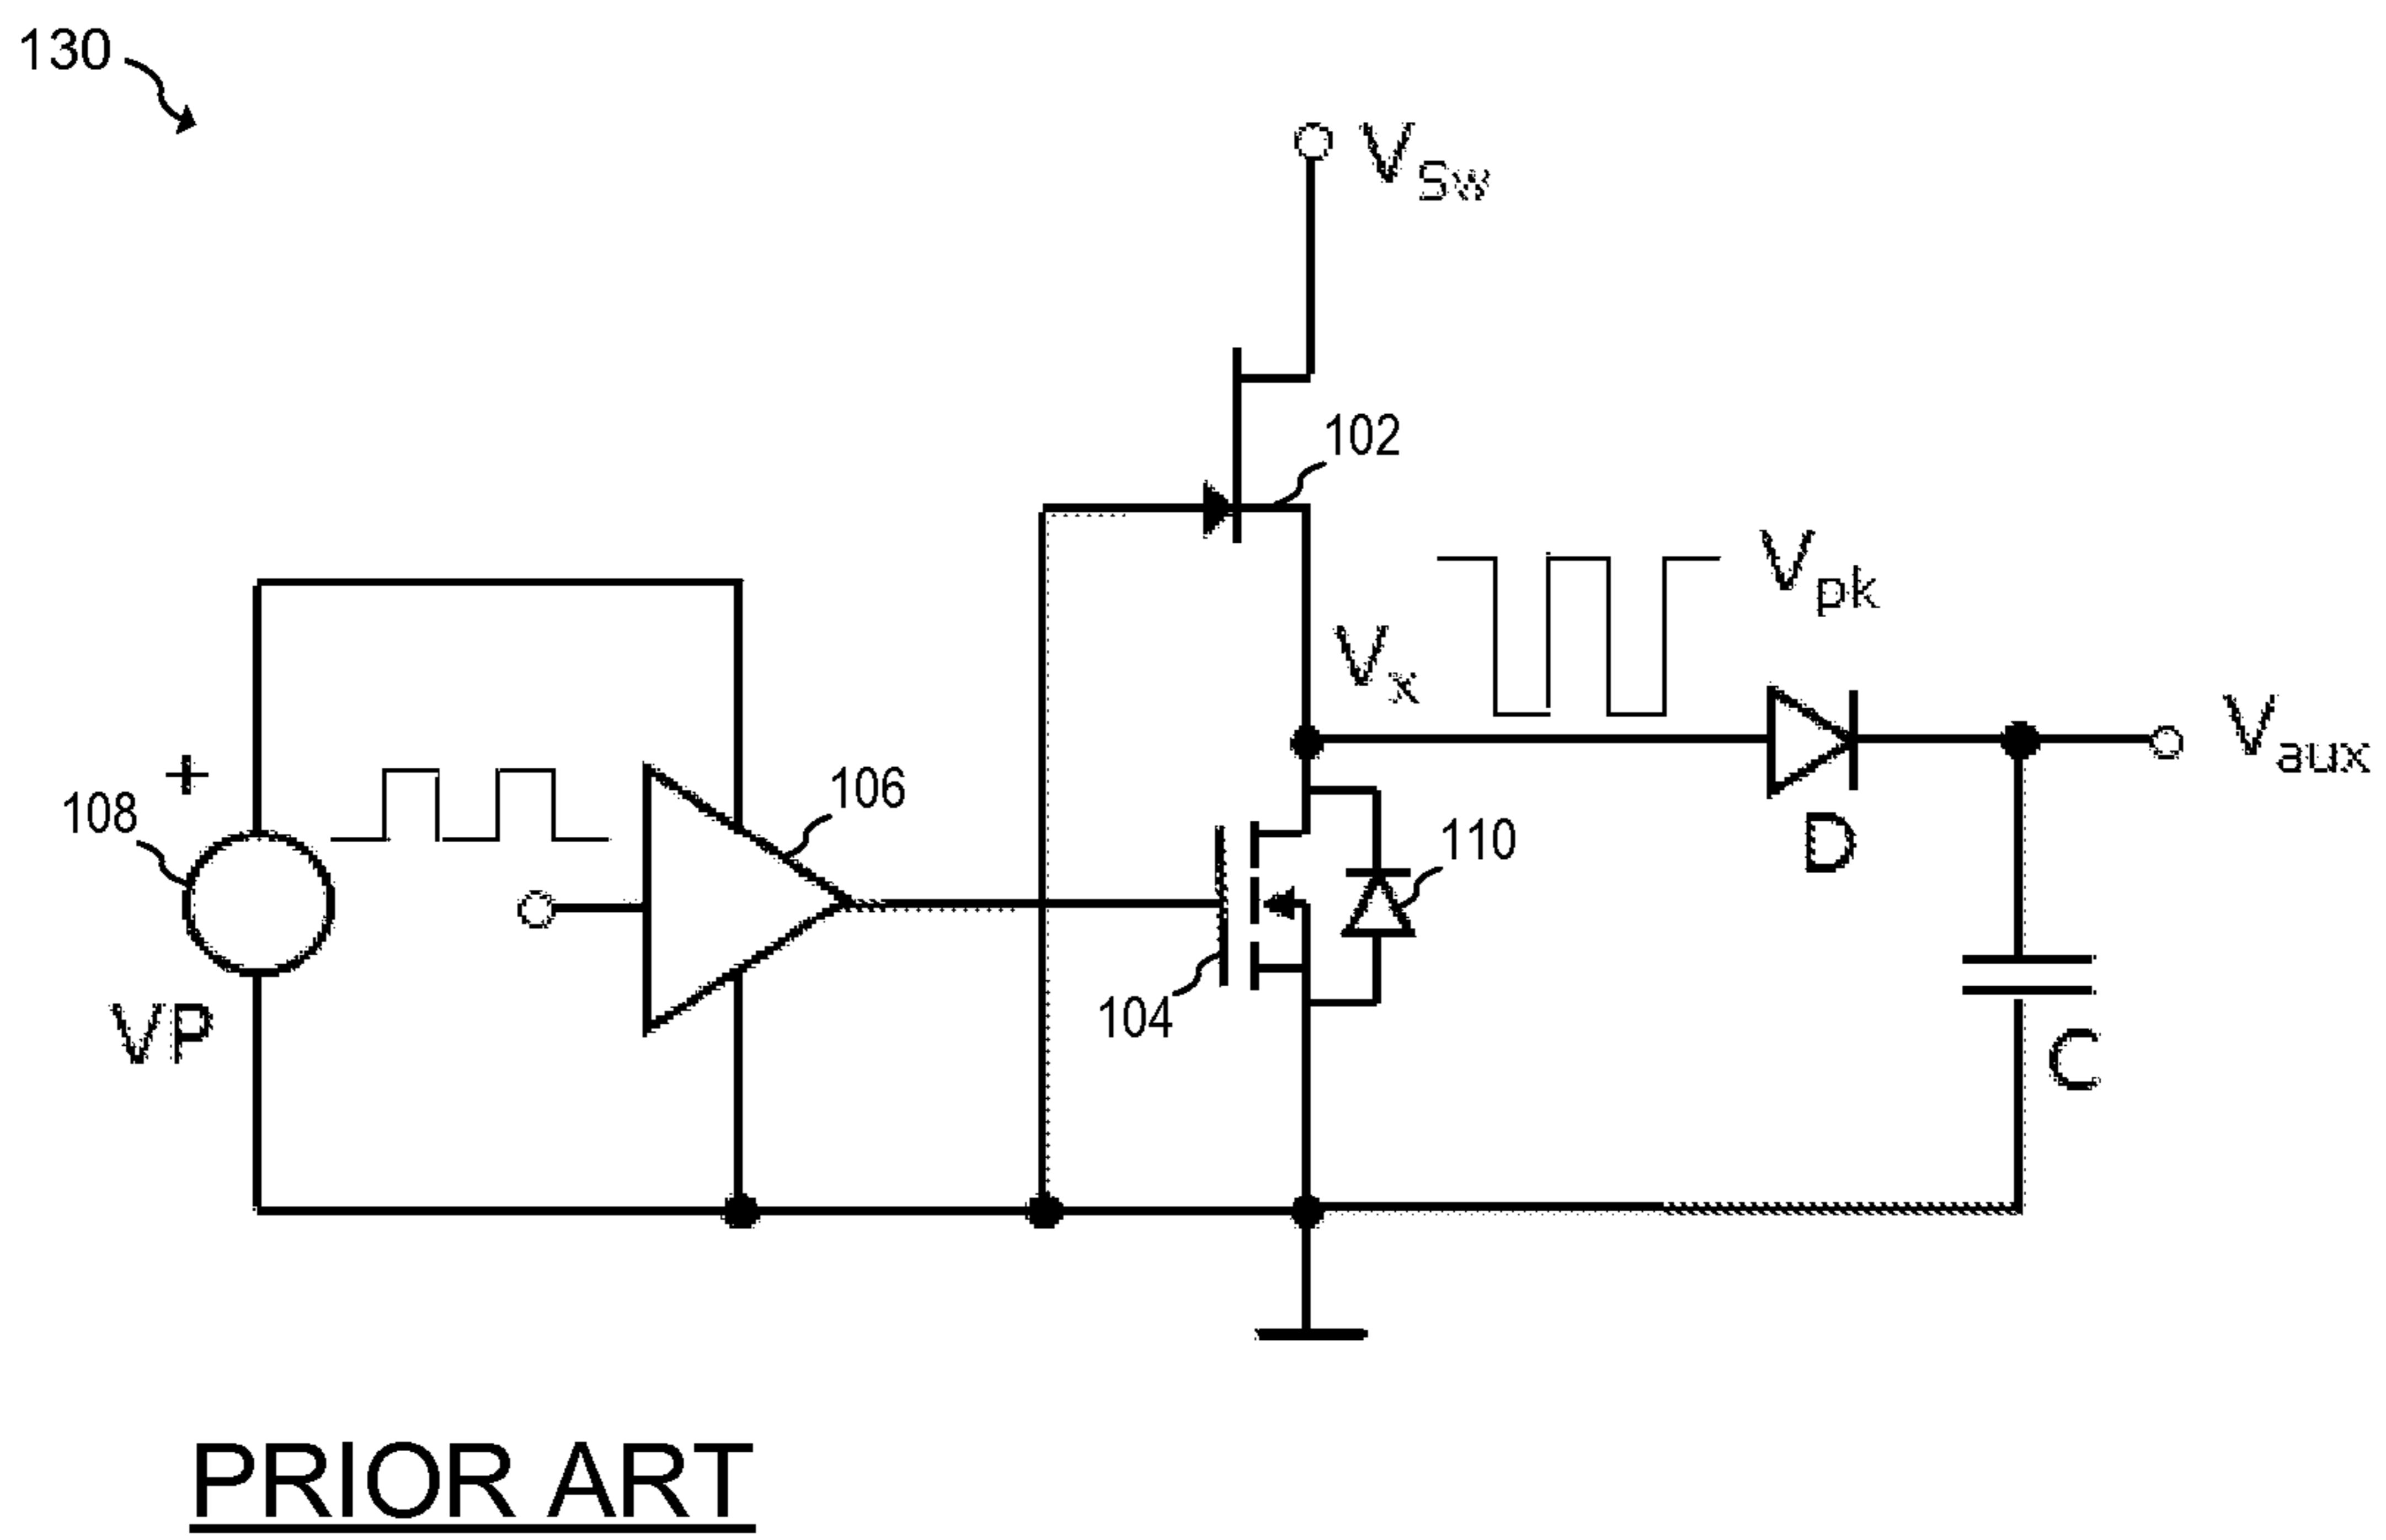 130
V_Sw
102
V_pk
V_x
V_aux
+
108
106
110
D
VP
104
C
PRIOR ART